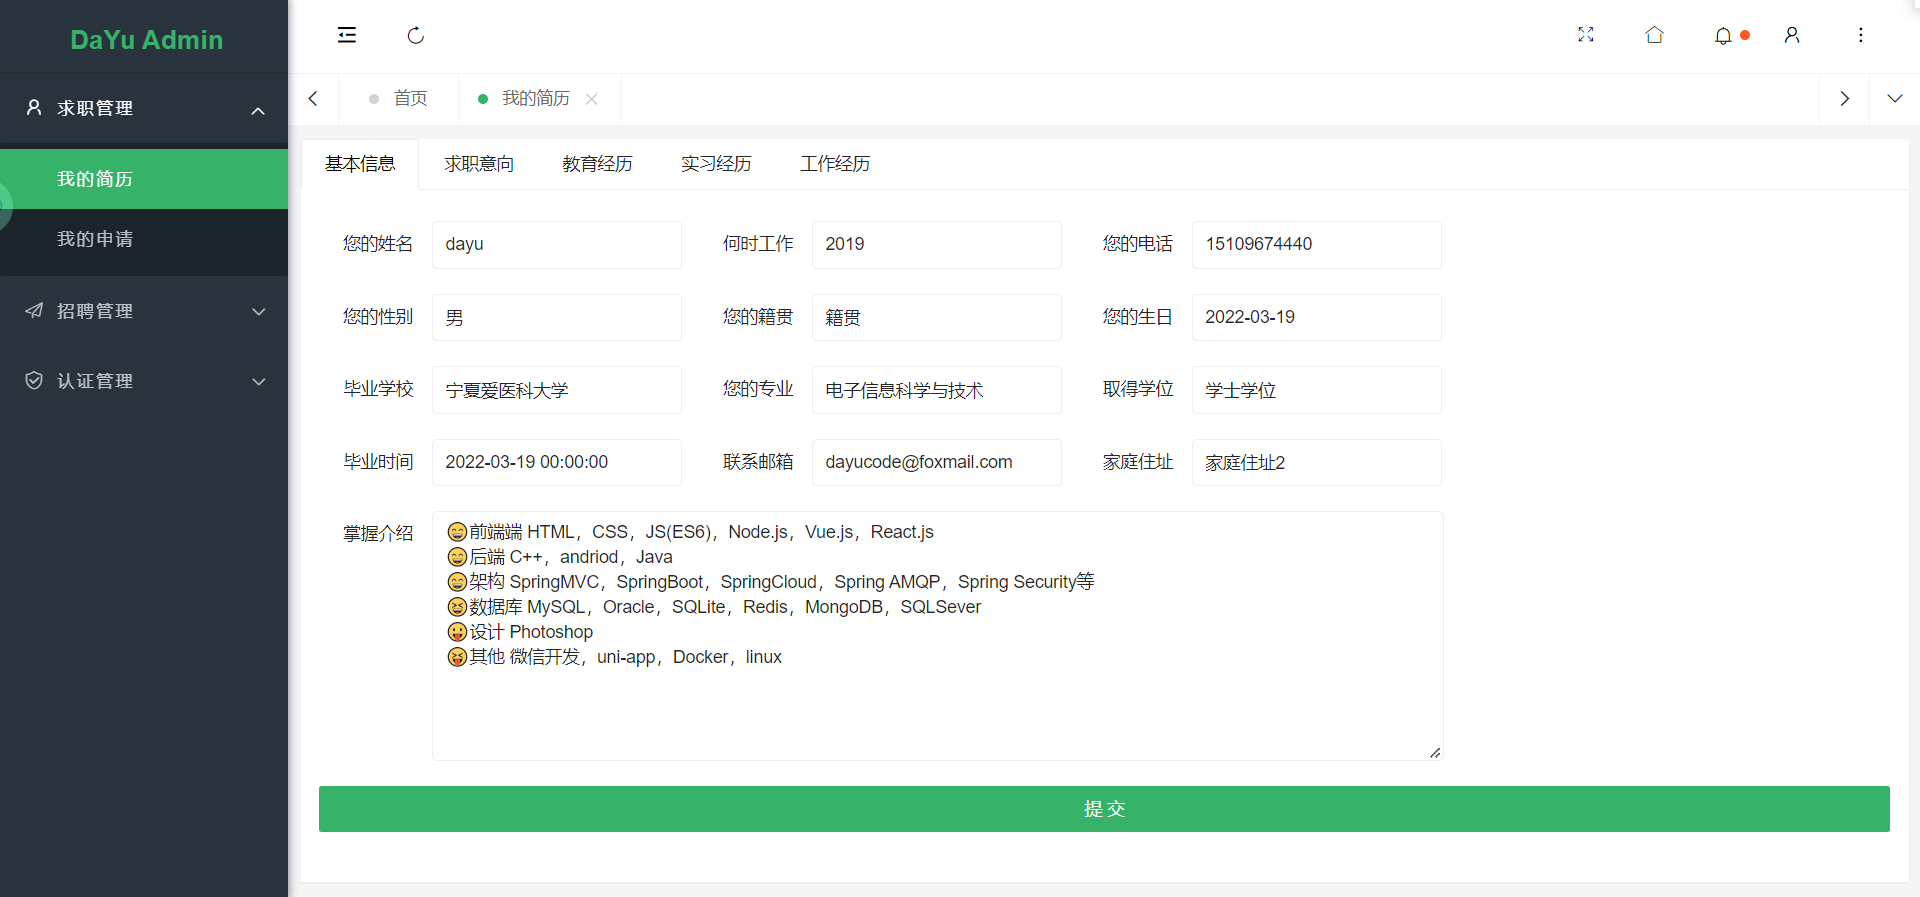 DaYu Admin
求职管理
我的简历
我的申请
招聘管理
认证管理
首页
我的简历
基本信息 求职意向 教育经历 实习经历 工作经历
您的姓名 dayu 何时工作 2019 您的电话 15109674440
您的性别 男 您的籍贯 籍贯 您的生日 2022-03-19
毕业学校 宁夏爱医科大学 您的专业 电子信息科学与技术 取得学位 学士学位
毕业时间 2022-03-19 00:00:00 联系邮箱 dayucode@foxmail.com 家庭住址 家庭住址2
掌握介绍
😄前端端 HTML，CSS，JS(ES6)，Node.js，Vue.js，React.js
😄后端 C++，andriod，Java
😄架构 SpringMVC，SpringBoot，SpringCloud，Spring AMQP，Spring Security等
😆数据库 MySQL，Oracle，SQLite，Redis，MongoDB，SQLSever
😛设计 Photoshop
😝其他 微信开发，uni-app，Docker，linux
提交